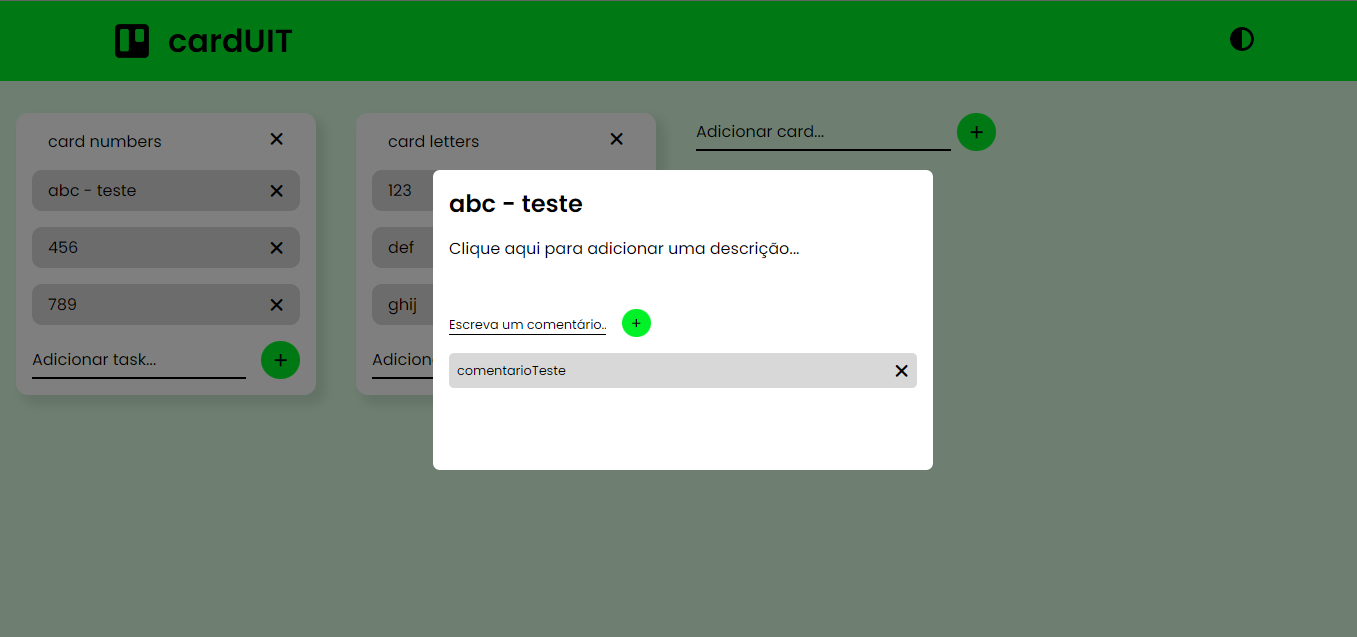 cardUIT
card numbers
abc - teste
456
789
Adicionar task...
card letters
123
def
ghij
Adicion
Adicionar card...
abc - teste
Clique aqui para adicionar uma descrição...
Escreva um comentário..
comentarioTeste